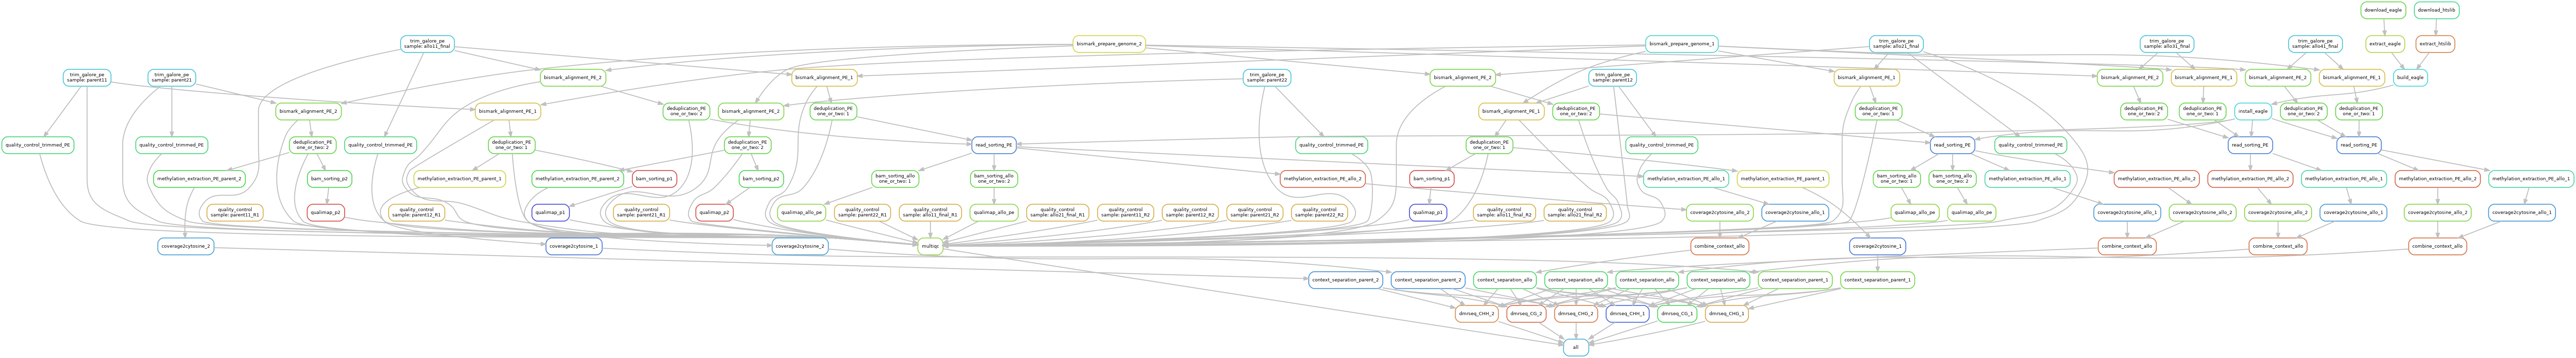 download_eagle
download_htslib
trim_galore_pe
sample: allo11_final
bismark_prepare_genome_2
bismark_prepare_genome_1
trim_galore_pe
sample: allo21_final
trim_galore_pe
sample: allo31_final
trim_galore_pe
sample: allo41_final
extract_eagle
extract_htslib
trim_galore_pe
sample: parent11
trim_galore_pe
sample: parent21
bismark_alignment_PE_2
bismark_alignment_PE_1
trim_galore_pe
sample: parent22
bismark_alignment_PE_2
trim_galore_pe
sample: parent12
bismark_alignment_PE_1
bismark_alignment_PE_2
bismark_alignment_PE_1
bismark_alignment_PE_2
bismark_alignment_PE_1
build_eagle
bismark_alignment_PE_2
bismark_alignment_PE_1
deduplication_PE
one_or_two: 2
bismark_alignment_PE_2
deduplication_PE
one_or_two: 1
bismark_alignment_PE_1
deduplication_PE
one_or_two: 2
deduplication_PE
one_or_two: 1
deduplication_PE
one_or_two: 2
deduplication_PE
one_or_two: 1
install_eagle
deduplication_PE
one_or_two: 2
deduplication_PE
one_or_two: 1
quality_control_trimmed_PE
quality_control_trimmed_PE
deduplication_PE
one_or_two: 2
quality_control_trimmed_PE
deduplication_PE
one_or_two: 1
deduplication_PE
one_or_two: 2
read_sorting_PE
quality_control_trimmed_PE
deduplication_PE
one_or_two: 1
quality_control_trimmed_PE
read_sorting_PE
quality_control_trimmed_PE
read_sorting_PE
read_sorting_PE
methylation_extraction_PE_parent_2
bam_sorting_p2
methylation_extraction_PE_parent_1
methylation_extraction_PE_parent_2
bam_sorting_p1
bam_sorting_p2
bam_sorting_allo
one_or_two: 1
bam_sorting_allo
one_or_two: 2
methylation_extraction_PE_allo_2
bam_sorting_p1
methylation_extraction_PE_allo_1
methylation_extraction_PE_parent_1
bam_sorting_allo
one_or_two: 1
bam_sorting_allo
one_or_two: 2
methylation_extraction_PE_allo_1
methylation_extraction_PE_allo_2
methylation_extraction_PE_allo_2
methylation_extraction_PE_allo_1
methylation_extraction_PE_allo_2
methylation_extraction_PE_allo_1
quality_control
sample: parent11_R1
qualimap_p2
quality_control
sample: parent12_R1
qualimap_p1
quality_control
sample: parent21_R1
qualimap_p2
qualimap_allo_pe
quality_control
sample: parent22_R1
quality_control
sample: allo11_final_R1
qualimap_allo_pe
quality_control
sample: allo21_final_R1
quality_control
sample: parent11_R2
quality_control
sample: parent12_R2
quality_control
sample: parent21_R2
quality_control
sample: parent22_R2
qualimap_p1
quality_control
sample: allo11_final_R2
quality_control
sample: allo21_final_R2
coverage2cytosine_allo_2
coverage2cytosine_allo_1
qualimap_allo_pe
qualimap_allo_pe
coverage2cytosine_allo_1
coverage2cytosine_allo_2
coverage2cytosine_allo_2
coverage2cytosine_allo_1
coverage2cytosine_allo_2
coverage2cytosine_allo_1
coverage2cytosine_2
coverage2cytosine_1
coverage2cytosine_2
multiqc
combine_context_allo
coverage2cytosine_1
combine_context_allo
combine_context_allo
combine_context_allo
context_separation_parent_2
context_separation_parent_2
context_separation_allo
context_separation_allo
context_separation_allo
context_separation_allo
context_separation_parent_1
context_separation_parent_1
dmrseq_CHH_2
dmrseq_CG_2
dmrseq_CHG_2
dmrseq_CHH_1
dmrseq_CG_1
dmrseq_CHG_1
all